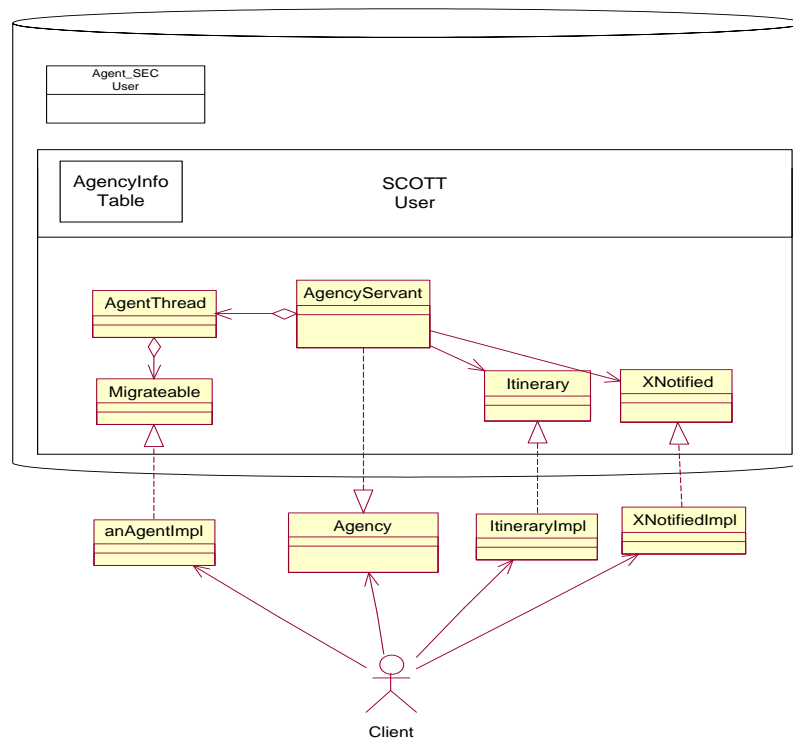 Agent_SEC
User
AgencyInfo
Table
SCOTT
User
AgentThread
AgencyServant
Migrateable
Itinerary
XNotified
anAgentImpl
Agency
ItineraryImpl
XNotifiedImpl
Client